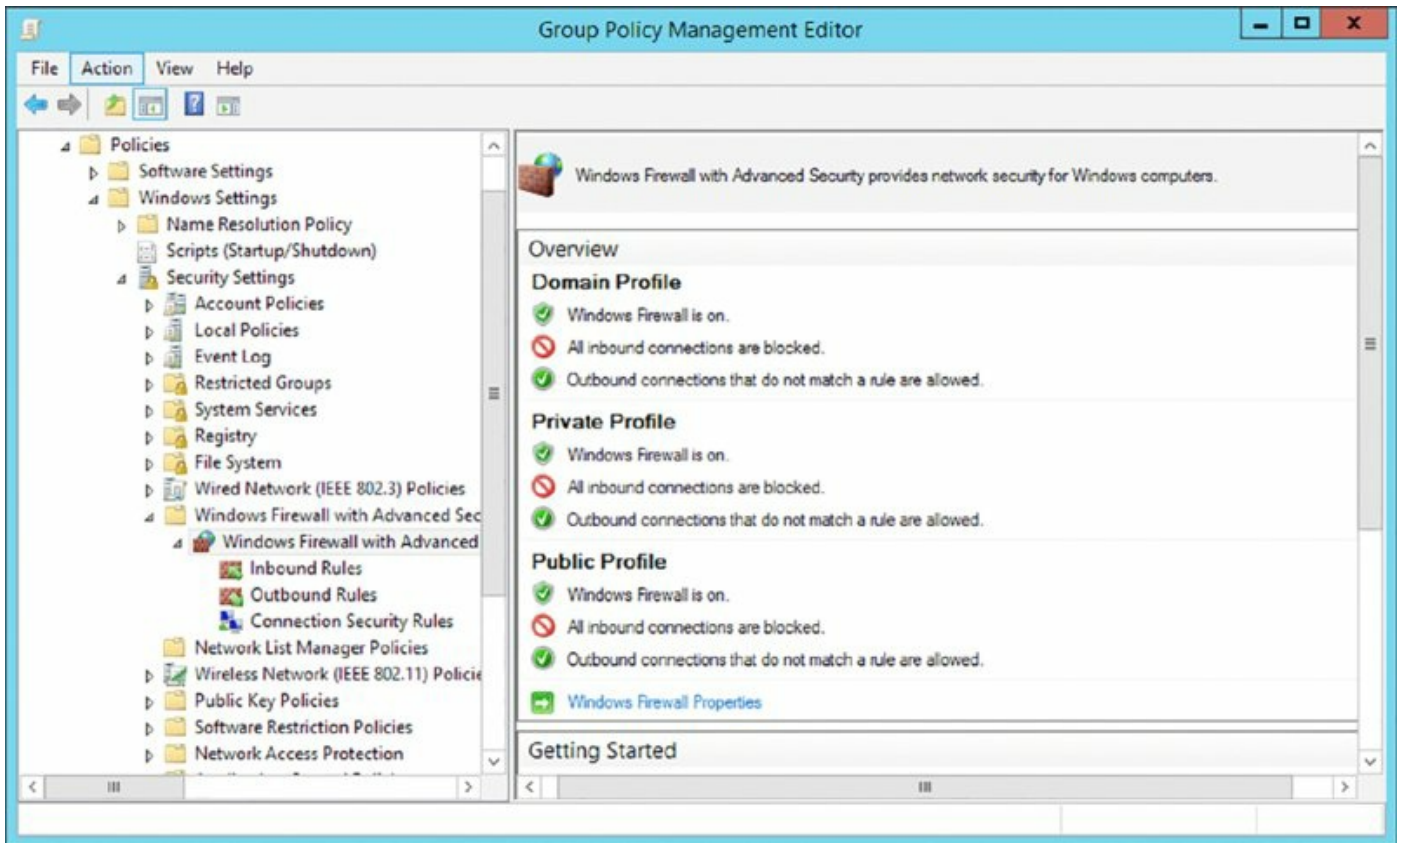 Group Policy Management Editor
File Action View Help
Policies
Software Settings
Windows Settings
Name Resolution Policy
Scripts (Startup/Shutdown)
Security Settings
Account Policies
Local Policies
Event Log
Restricted Groups
System Services
Registry
File System
Wired Network (IEEE 802.3) Policies
Windows Firewall with Advanced Sec
Windows Firewall with Advanced
Inbound Rules
Outbound Rules
Connection Security Rules
Network List Manager Policies
Wireless Network (IEEE 802.11) Policie
Public Key Policies
Software Restriction Policies
Network Access Protection
Windows Firewall with Advanced Security provides network security for Windows computers.
Overview
Domain Profile
Windows Firewall is on.
All inbound connections are blocked.
Outbound connections that do not match a rule are allowed.
Private Profile
Windows Firewall is on.
All inbound connections are blocked.
Outbound connections that do not match a rule are allowed.
Public Profile
Windows Firewall is on.
All inbound connections are blocked.
Outbound connections that do not match a rule are allowed.
Windows Firewall Properties
Getting Started